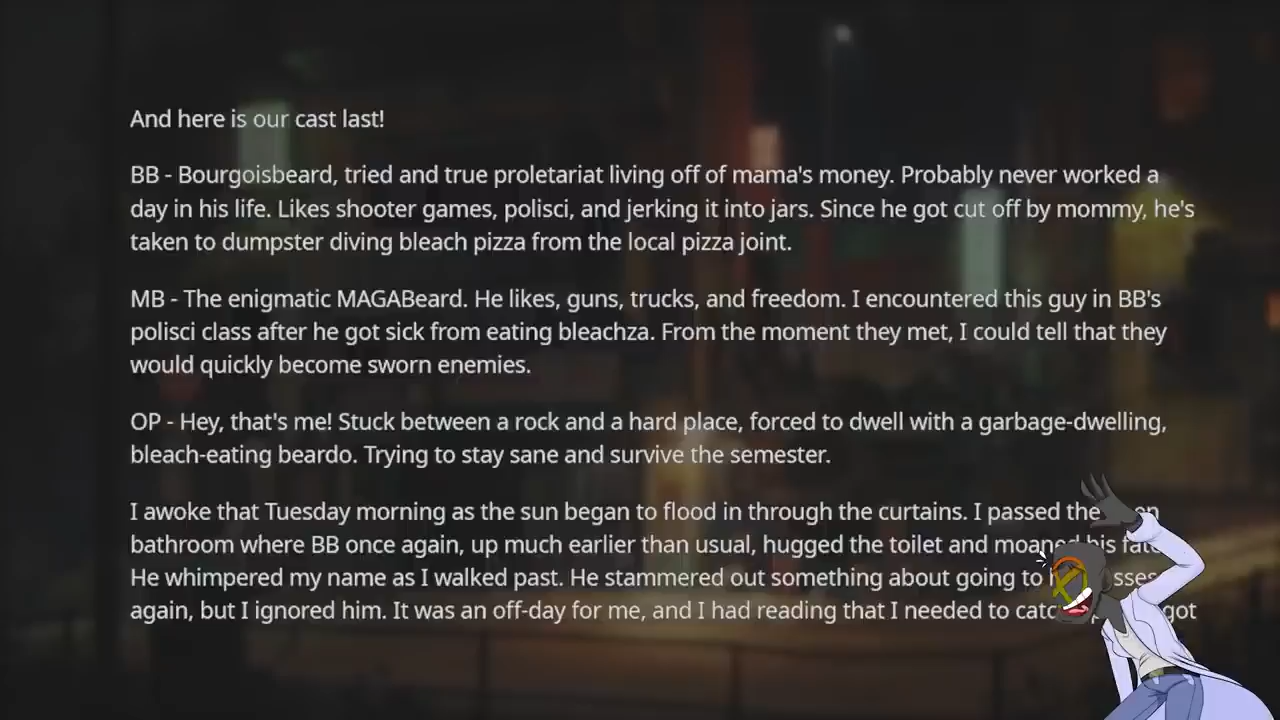 And here is our cast last!
BB - Bourgoisbeard, tried and true proletariat living off of mama's money. Probably never worked a
day in his life. Likes shooter games, polisci, and jerking it into jars. Since he got cut off by mommy, he's
taken to dumpster diving bleach pizza from the local pizza joint.
MB - The enigmatic MAGABeard. He likes, guns, trucks, and freedom. I encountered this guy in BB's
polisci class after he got sick from eating bleachza. From the moment they met, I could tell that they
would quickly become sworn enemies.
OP - Hey, that's me! Stuck between a rock and a hard place, forced to dwell with a garbage-dwelling,
bleach-eating beardo. Trying to stay sane and survive the semester.
I awoke that Tuesday morning as the sun began to flood in through the curtains. I passed the
bathroom where BB once again, up much earlier than usual, hugged the toilet and moaned his
He whimpered my name as I walked past. He stammered out something about going to
again, but I ignored him. It was an off-day for me, and I had reading that I needed to got